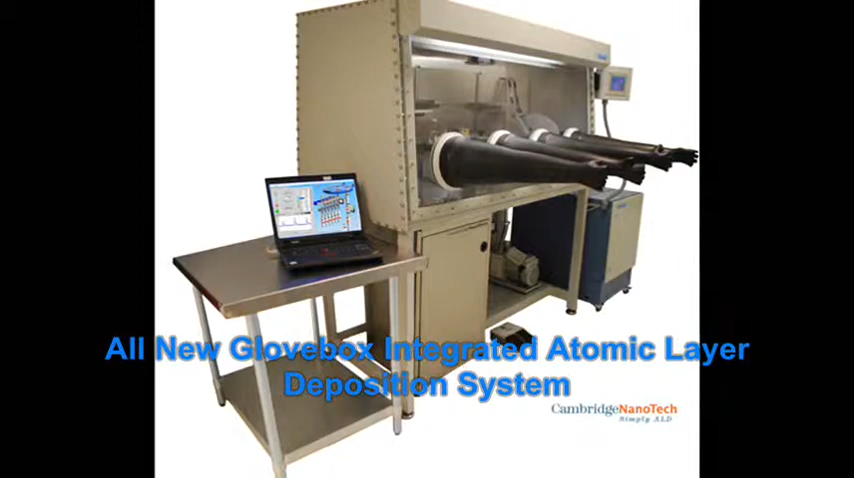 All New Glovebox Integrated Atomic Layer
Deposition System
CambridgeNanoTech
Simply ALD